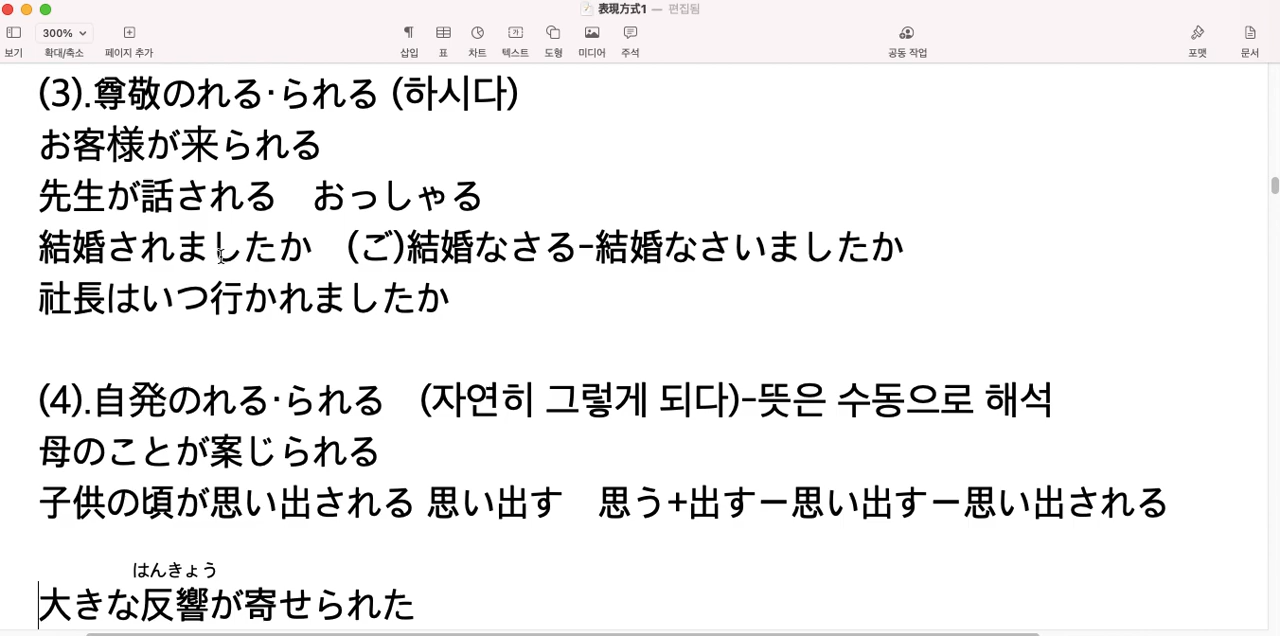 表現方式1 — 편집됨
300%
보기 확대/축소 페이지 추가 삽입 표 차트 텍스트 도형 미디어 주석 공동 작업 포맷 문서
(3).尊敬のれる·られる (하시다)
お客様が来られる
先生が話される　おっしゃる
結婚されましたか　(ご)結婚なさる-結婚なさいましたか
社長はいつ行かれましたか
(4).自発のれる·られる　(자연히 그렇게 되다)-뜻은 수동으로 해석
母のことが案じられる
子供の頃が思い出される 思い出す　思う+出すー思い出すー思い出される
はんきょう
大きな反響が寄せられた